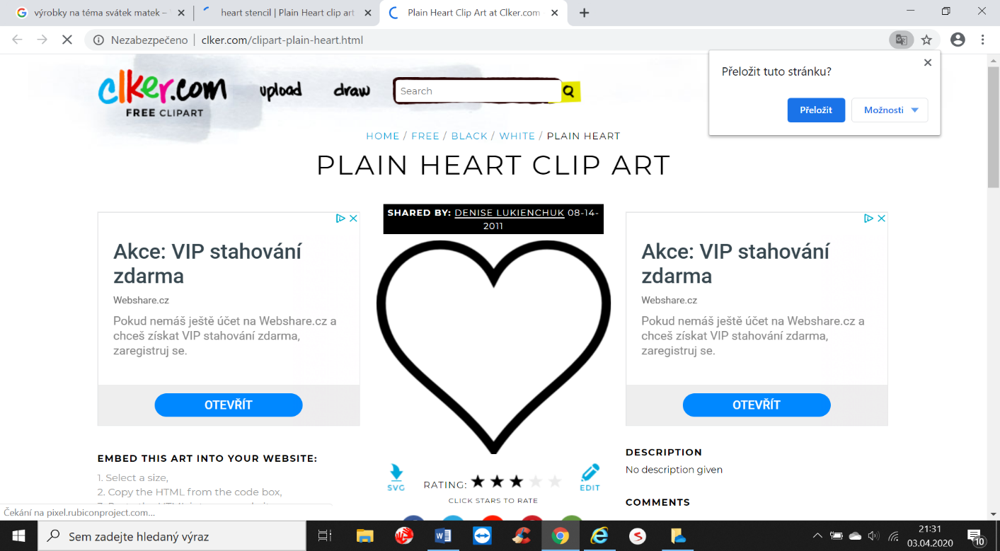 výrobky na téma svátek matek –
heart stencil | Plain Heart clip art
Plain Heart Clip Art at Clker.com
Nezabezpečeno | clker.com/clipart-plain-heart.html
Přeložit tuto stránku?
Přeložit
Možnosti
clker.com
FREE CLIPART
upload
draw
Search
HOME / FREE / BLACK / WHITE / PLAIN HEART
PLAIN HEART CLIP ART
Akce: VIP stahování
zdarma
Webshare.cz
Pokud nemáš ještě účet na Webshare.cz a
chceš získat VIP stahování zdarma,
zaregistruj se.
OTEVŘÍT
SHARED BY: DENISE LUKIENCHUK 08-14-
2011
Akce: VIP stahování
zdarma
Webshare.cz
Pokud nemáš ještě účet na Webshare.cz a
chceš získat VIP stahování zdarma,
zaregistruj se.
OTEVŘÍT
EMBED THIS ART INTO YOUR WEBSITE:
1. Select a size,
2. Copy the HTML from the code box,
SVG
RATING:
EDIT
CLICK STARS TO RATE
DESCRIPTION
No description given
COMMENTS
Čekání na pixel.rubiconproject.com...
Sem zadejte hledaný výraz
21:31
03.04.2020
10